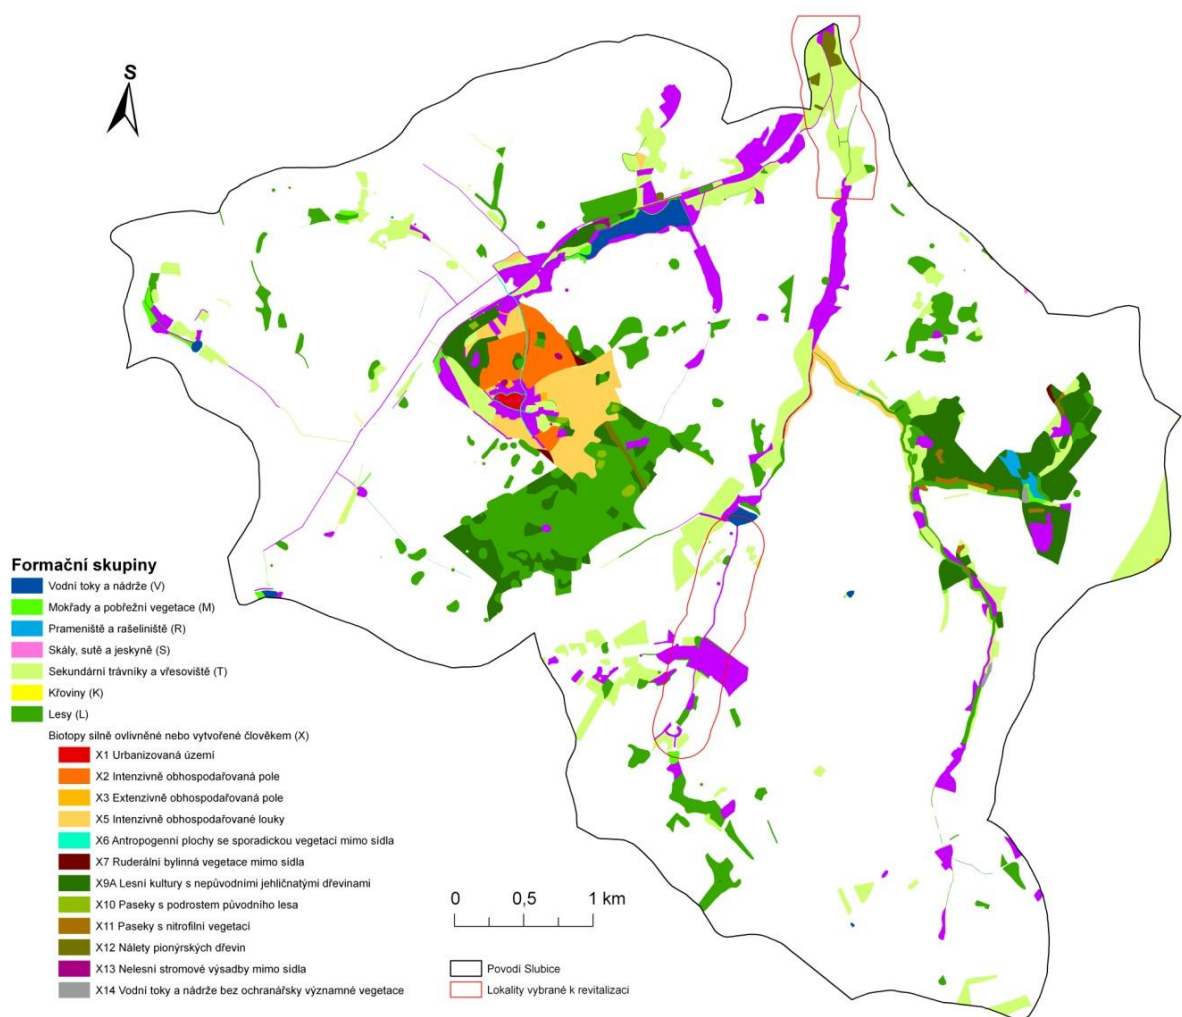 S
Formační skupiny
Vodní toky a nádrže (V)
Mokřady a pobřežní vegetace (M)
Prameniště a rašeliniště (R)
Skály, sutě a jeskyně (S)
Sekundární trávníky a vřesoviště (T)
Křoviny (K)
Lesy (L)
Biotopy silně ovlivněné nebo vytvořené člověkem (X)
X1 Urbanizovaná území
X2 Intenzivně obhospodařovaná pole
X3 Extenzivně obhospodařovaná pole
X5 Intenzivně obhospodařované louky
X6 Antropogenní plochy se sporadickou vegetací mimo sídla
X7 Ruderální bylinná vegetace mimo sídla
X9A Lesní kultury s nepůvodními jehličnatými dřevinami
X10 Paseky s podrostem původního lesa
X11 Paseky s nitrofilní vegetací
X12 Nálety pionýrských dřevin
X13 Nelesní stromové výsadby mimo sídla
X14 Vodní toky a nádrže bez ochranářsky významné vegetace
0 0,5 1 km
Povodí Slubice
Lokality vybrané k revitalizaci